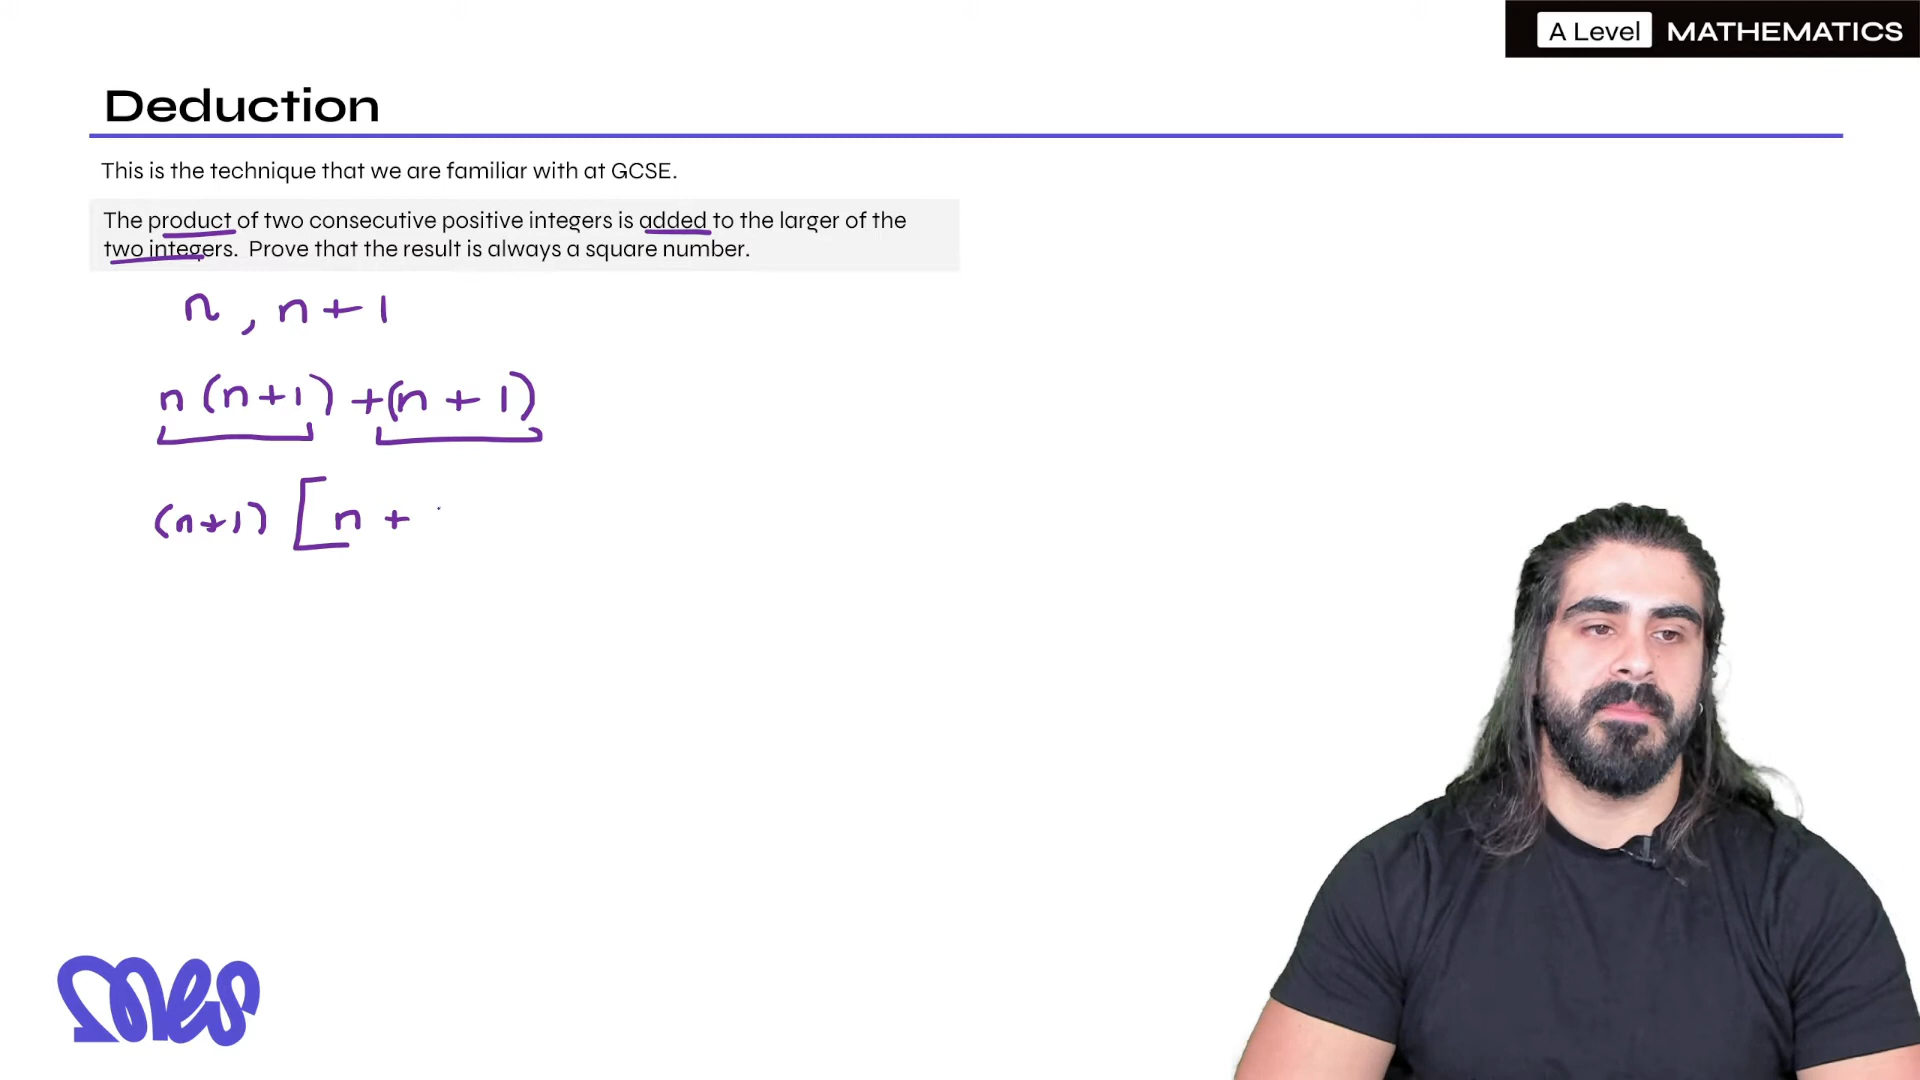 A Level MATHEMATICS
Deduction
This is the technique that we are familiar with at GCSE.
The product of two consecutive positive integers is added to the larger of the
two integers. Prove that the result is always a square number.
n , n + 1
n (n+1) +(n + 1)
(n+1) [ n +
mes